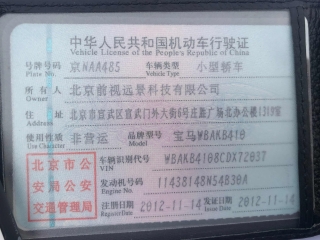 中华人民共和国机动车行驶证
Vehicle License of the People's Republic of China
号牌号码 京NAA485 车辆类型 小型轿车
Plate No. Vehicle Type
所有人 北京前视远景科技有限公司
Owner
住址 北京市宣武区宣武门外大街6号庄胜广场北办公楼1309室
Address
使用性质 非营运 品牌型号 宝马WBAKB410
Use Character Model
北京市公安局公安交通管理局
车辆识别代号 WBAKB4108CDX72037
VIN
发动机号码 11438148N54B30A
Engine No.
注册日期 2012-11-14 发证日期 2012-11-14
Register Date Issue Date